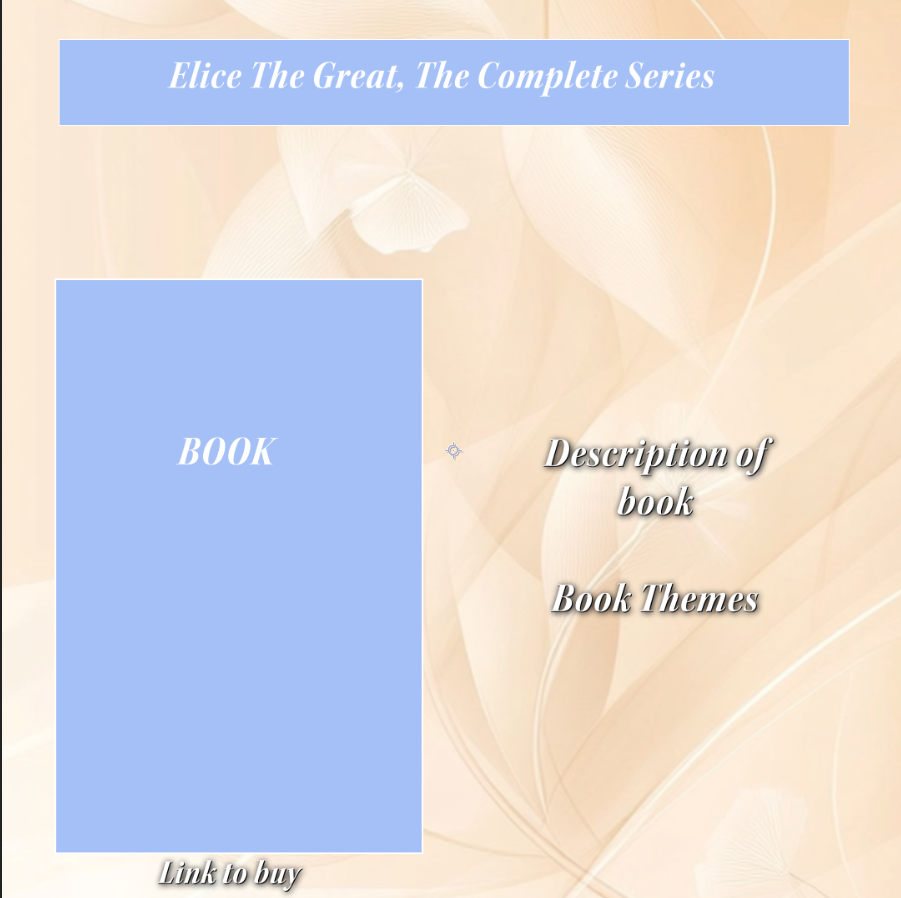 Elice The Great, The Complete Series
BOOK
Description of
book
Book Themes
Link to buy